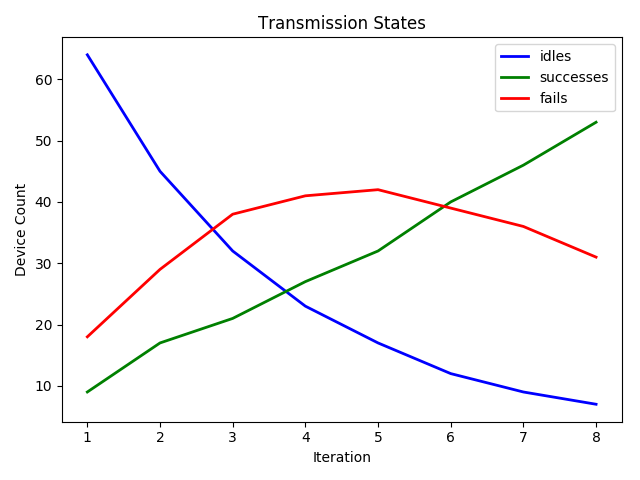 Transmission States
idles
successes
fails
Device Count
60
50
40
30
20
10
1 2 3 4 5 6 7 8
Iteration